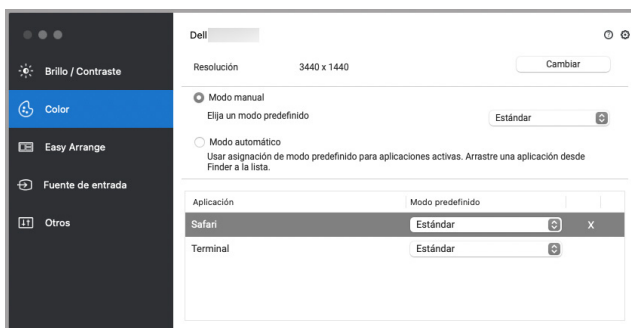 Dell
Resolución 3440 x 1440 Cambiar
Brillo / Contraste
Color
Easy Arrange
Fuente de entrada
Otros
Modo manual
Elija un modo predefinido Estándar
Modo automático
Usar asignación de modo predefinido para aplicaciones activas. Arrastre una aplicación desde
Finder a la lista.
Aplicación Modo predefinido
Safari Estándar X
Terminal Estándar